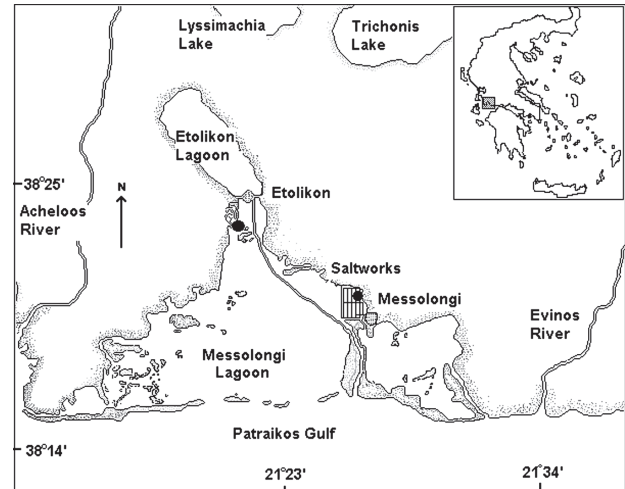 Lyssimachia
Lake
Trichonis
Lake
Etolikon
Lagoon
38°25'
N
Etolikon
Acheloos
River
Saltworks
Messolongi
Evinos
River
Messolongi
Lagoon
Patraikos Gulf
38°14'
21°23'
21°34'